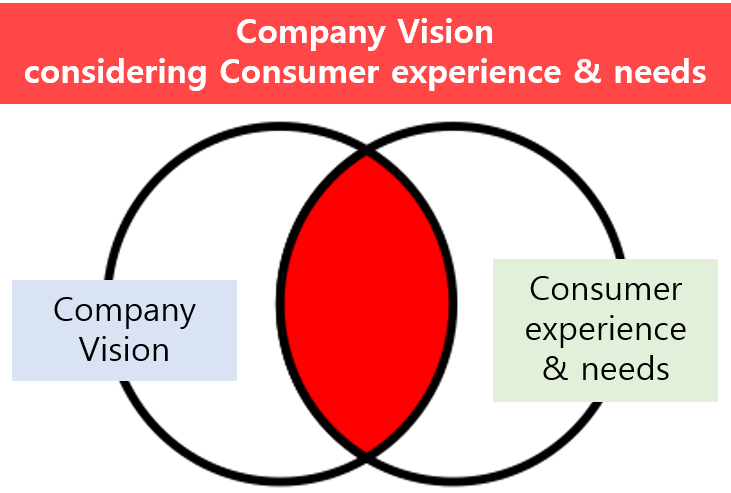 Company Vision
considering Consumer experience & needs
Company
Vision
Consumer
experience
& needs